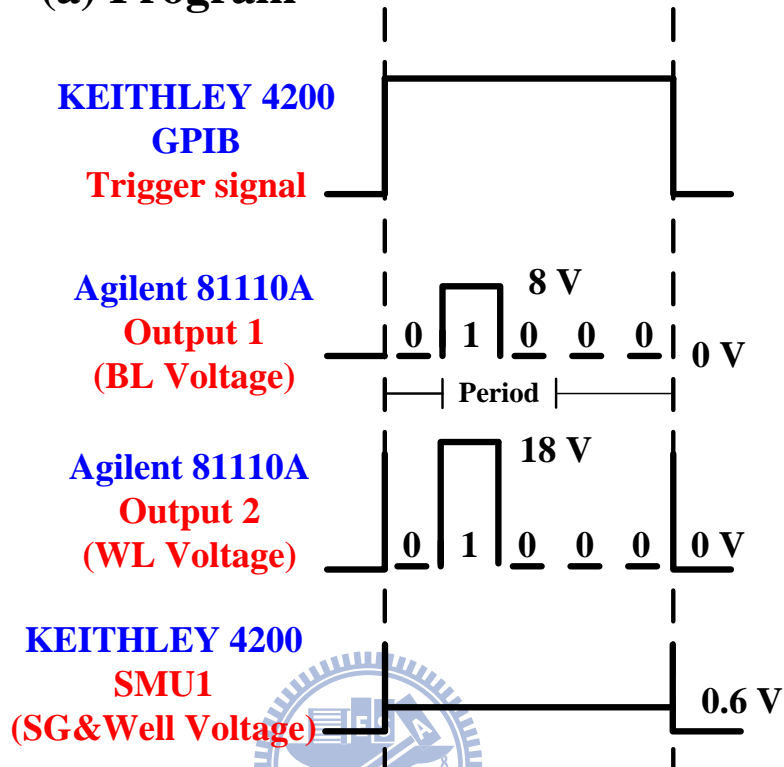 (a) Program
KEITHLEY 4200
GPIB
Trigger signal
Agilent 81110A
Output 1
(BL Voltage)
8 V
0 1 0 0 0
0 V
Period
Agilent 81110A
Output 2
(WL Voltage)
18 V
0 1 0 0 0
0 V
KEITHLEY 4200
SMU1
(SG&Well Voltage)
0.6 V